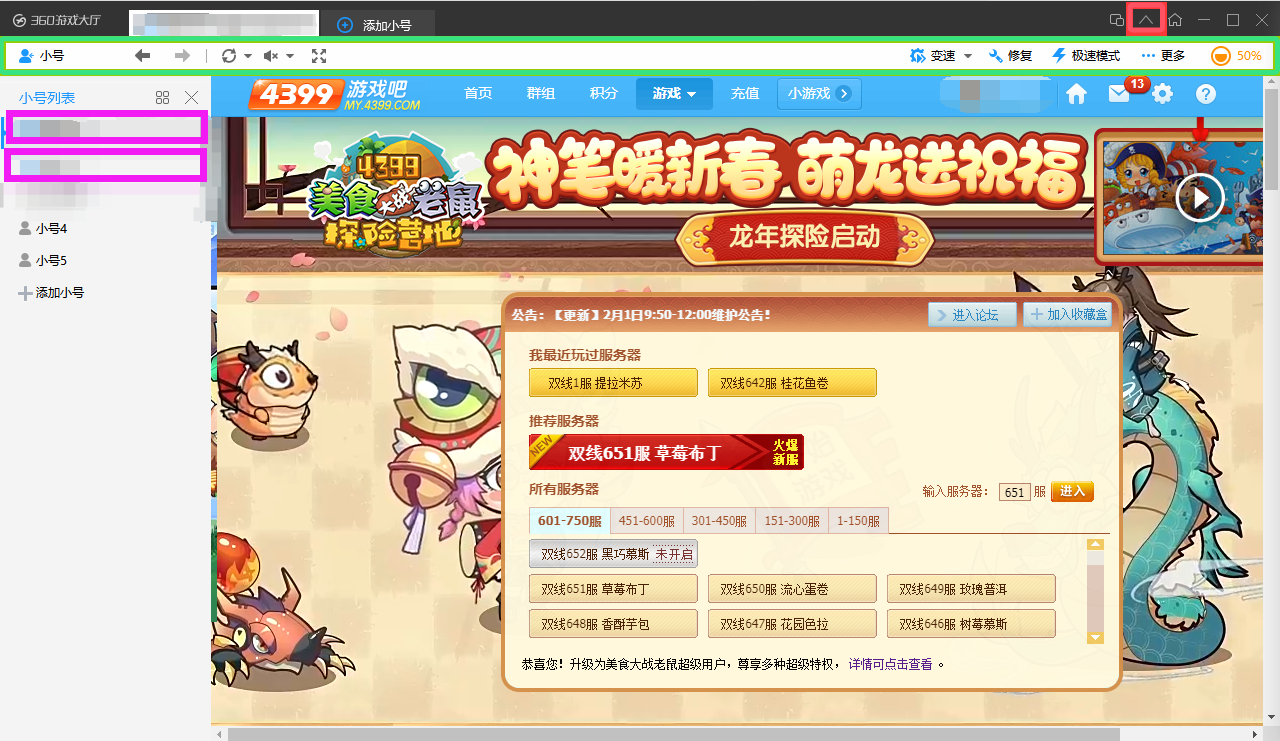 360游戏大厅
添加小号
小号
变速
修复
极速模式
更多
50%
小号列表
小号4
小号5
添加小号
4399 游戏吧
MY.4399.COM
首页
群组
积分
游戏
充值
小游戏
13
4399
美食大战老鼠
探险营地
神笔暖新春 萌龙送祝福
龙年探险启动
公告:【更新】2月1日9:50-12:00维护公告!
进入论坛
加入收藏盒
我最近玩过服务器
双线1服 提拉米苏
双线642服 桂花鱼卷
推荐服务器
NEW
双线651服 草莓布丁
火爆
新服
所有服务器
输入服务器: 651 服 进入
601-750服
451-600服
301-450服
151-300服
1-150服
双线652服 黑巧萝斯 未开启
双线651服 草莓布丁
双线650服 流心蛋卷
双线649服 玫瑰普洱
双线648服 香酥芋包
双线647服 花园色拉
双线646服 树莓萝斯
恭喜您！升级为美食大战老鼠超级用户，尊享多种超级特权，详情可点击查看 。